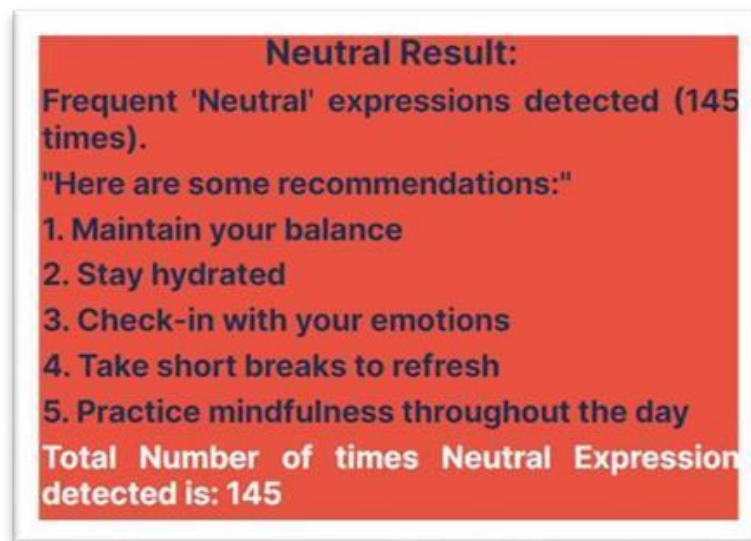 Neutral Result:
Frequent 'Neutral' expressions detected (145
times).
"Here are some recommendations:"
1. Maintain your balance
2. Stay hydrated
3. Check-in with your emotions
4. Take short breaks to refresh
5. Practice mindfulness throughout the day
Total Number of times Neutral Expression
detected is: 145